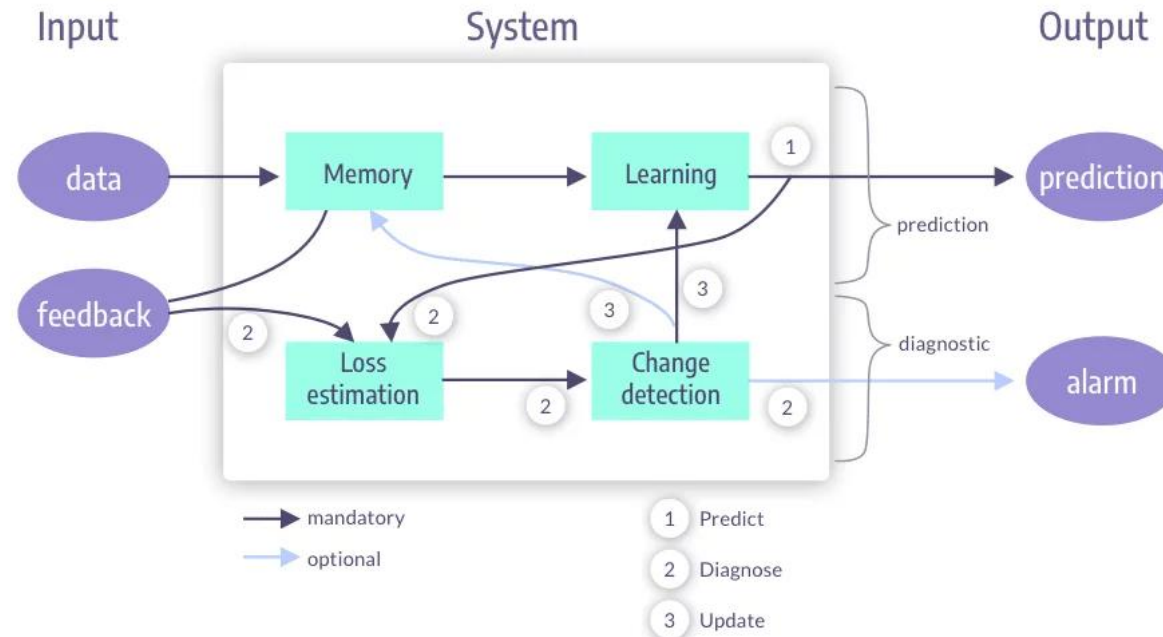 Input
System
Output
1
data
Memory
Learning
prediction
prediction
feedback
2
2
3
3
diagnostic
Loss
estimation
Change
detection
alarm
2
2
mandatory
optional
1 Predict
2 Diagnose
3 Update